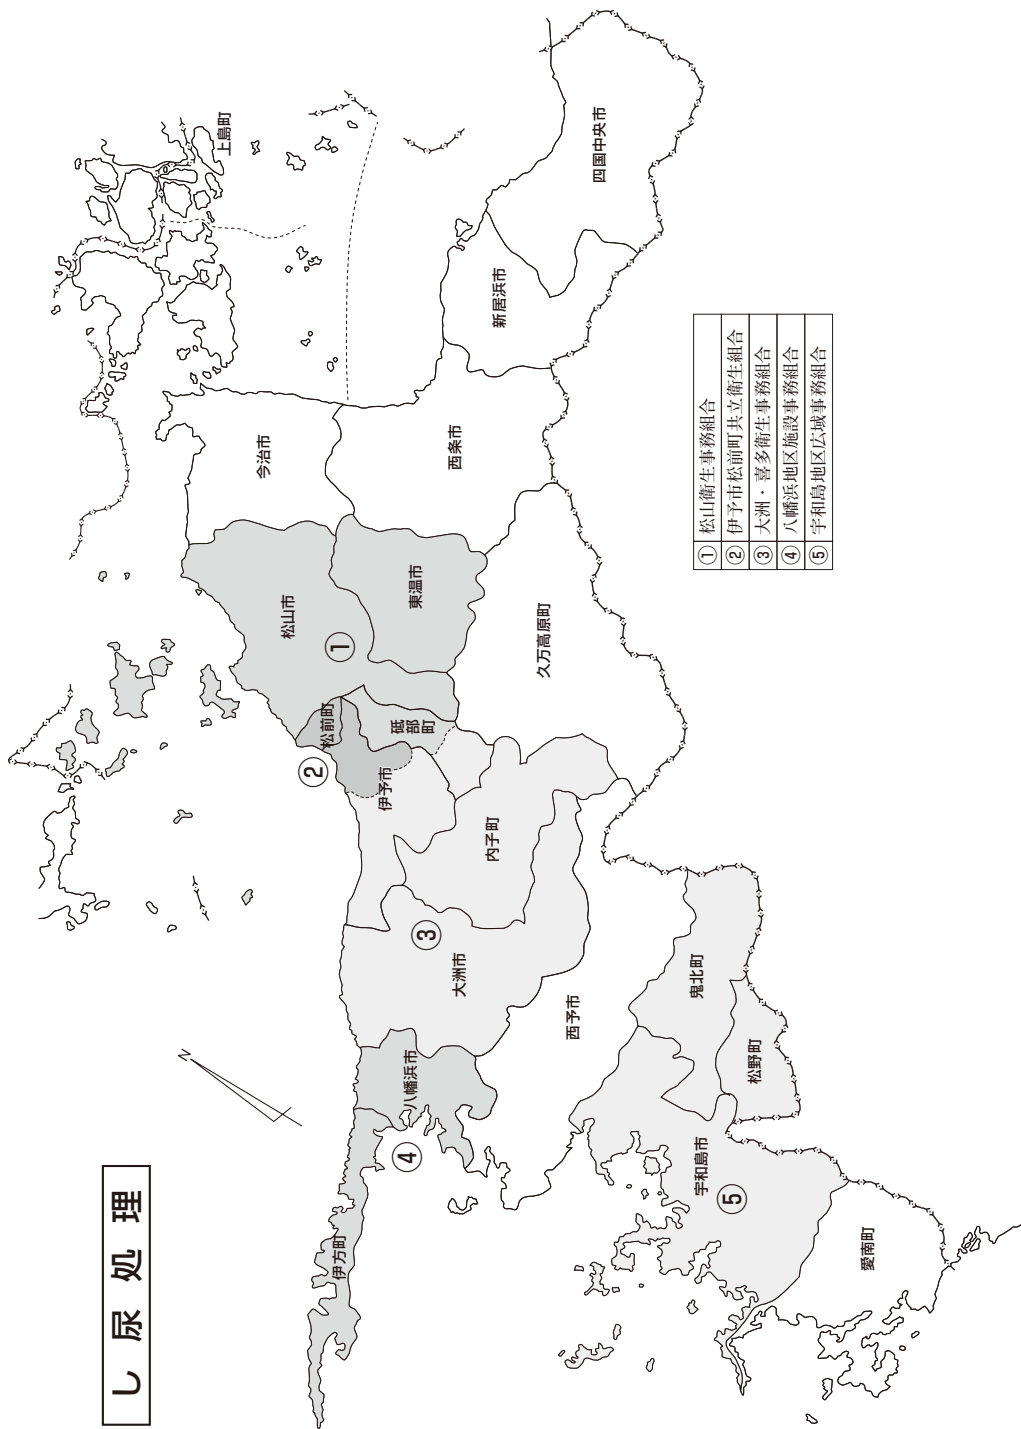 し尿処理
上島町
四国中央市
新居浜市
西条市
今治市
松山市
①
東温市
久万高原町
松前町
②
砥部町
伊予市
内子町
③
大洲市
西予市
八幡浜市
④
伊方町
鬼北町
松野町
宇和島市
⑤
愛南町
N
① 松山衛生事務組合
② 伊予市松前町共立衛生組合
③ 大洲・喜多衛生事務組合
④ 八幡浜地区施設事務組合
⑤ 宇和島地区広域事務組合